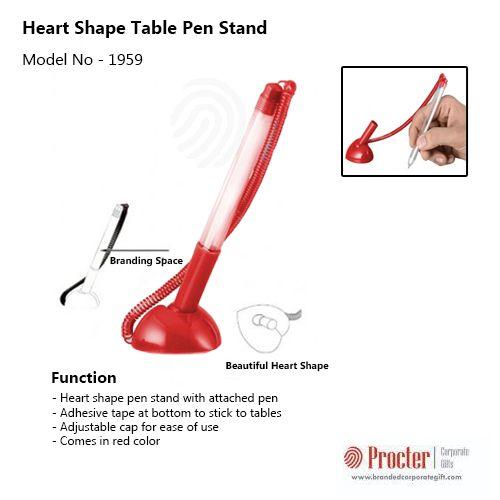 Heart Shape Table Pen Stand
Model No - 1959
Branding Space
Beautiful Heart Shape
Function
- Heart shape pen stand with attached pen
- Adhesive tape at bottom to stick to tables
- Adjustable cap for ease of use
- Comes in red color
Procter
Corporate
Gifts
www.brandedcorporategift.com